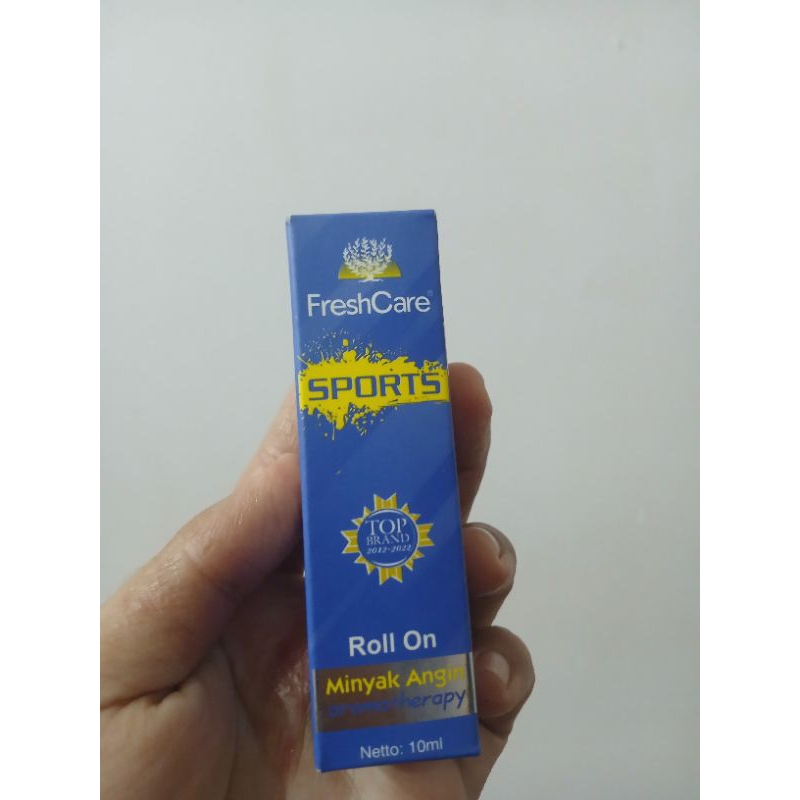 FreshCare
SPORTS
TOP
BRAND
2012-2022
Roll On
Minyak Angin
aromatherapy
Netto: 10ml